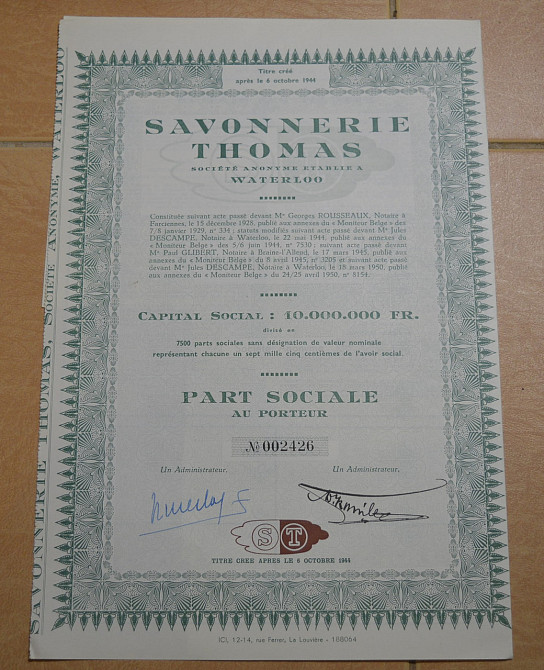 Titre créé
après le 6 octobre 1944
SAVONNERIE
THOMAS
SOCIÉTÉ ANONYME ETABLIE A
WATERLOO
Constituée suivant acte passé devant Me Georges ROUSSEAUX, Notaire à
Farciennes, le 15 décembre 1928, publié aux annexes du « Moniteur Belge » des
7/8 janvier 1929, n° 334; statuts modifiés suivant acte passé devant Me Jules
DESCAMPE, Notaire à Waterloo, le 22 mai 1944, publié aux annexes du
« Moniteur Belge » des 5/6 juin 1944, n° 7530; suivant acte passé devant
Me Paul GLIBERT, Notaire à Braine-l'Alleud, le 17 mars 1945, publié aux
annexes du « Moniteur Belge » du 8 avril 1945, n° 3205 et suivant acte passé
devant Me Jules DESCAMPE, Notaire à Waterloo le 18 mars 1950, publié
aux annexes du « Moniteur Belge » du 24/25 avril 1950, n° 8154.
CAPITAL SOCIAL : 10.000.000 FR.
divisé en
7500 parts sociales sans désignation de valeur nominale
représentant chacune un sept mille cinq centièmes de l'avoir social.
PART SOCIALE
AU PORTEUR
№ 002426
Un Administrateur. Un Administrateur.
S T
TITRE CREE APRES LE 6 OCTOBRE 1944
ICI, 12-14, rue Ferrer, La Louvière - 188064
SAVONNERIE THOMAS, SOCIÉTÉ ANONYME, WATERLOO